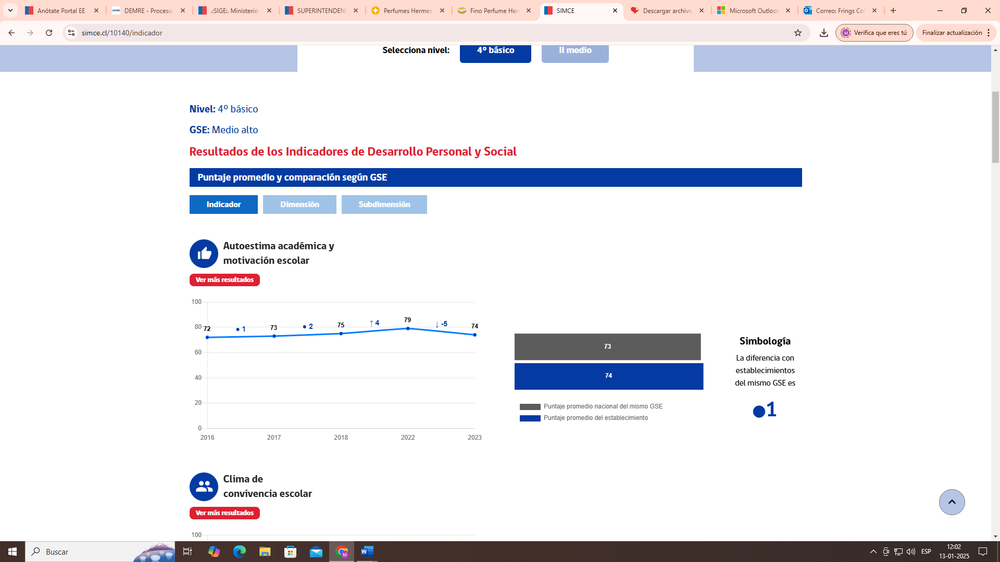 Anótate Portal EE
DEMRE - Proceso
.:SIGE:. Ministerio
SUPERINTENDENC
Perfumes Hermes
Fino Perfume Her
SIMCE
Descargar archivo
Microsoft Outlook
Correo: Frings Col
simce.cl/10140/indicador
Verifica que eres tú
Finalizar actualización
Selecciona nivel:
4° básico
II medio
Nivel: 4° básico
GSE: Medio alto
Resultados de los Indicadores de Desarrollo Personal y Social
Puntaje promedio y comparación según GSE
Indicador
Dimensión
Subdimensión
Autoestima académica y
motivación escolar
Ver más resultados
100
80
60
40
20
0
72
• 1
73
• 2
75
↑ 4
79
↓ -5
74
2016
2017
2018
2022
2023
73
74
Puntaje promedio nacional del mismo GSE
Puntaje promedio del establecimiento
Simbología
La diferencia con
establecimientos
del mismo GSE es
●1
Clima de
convivencia escolar
Ver más resultados
100
Buscar
ESP
12:02
13-01-2025